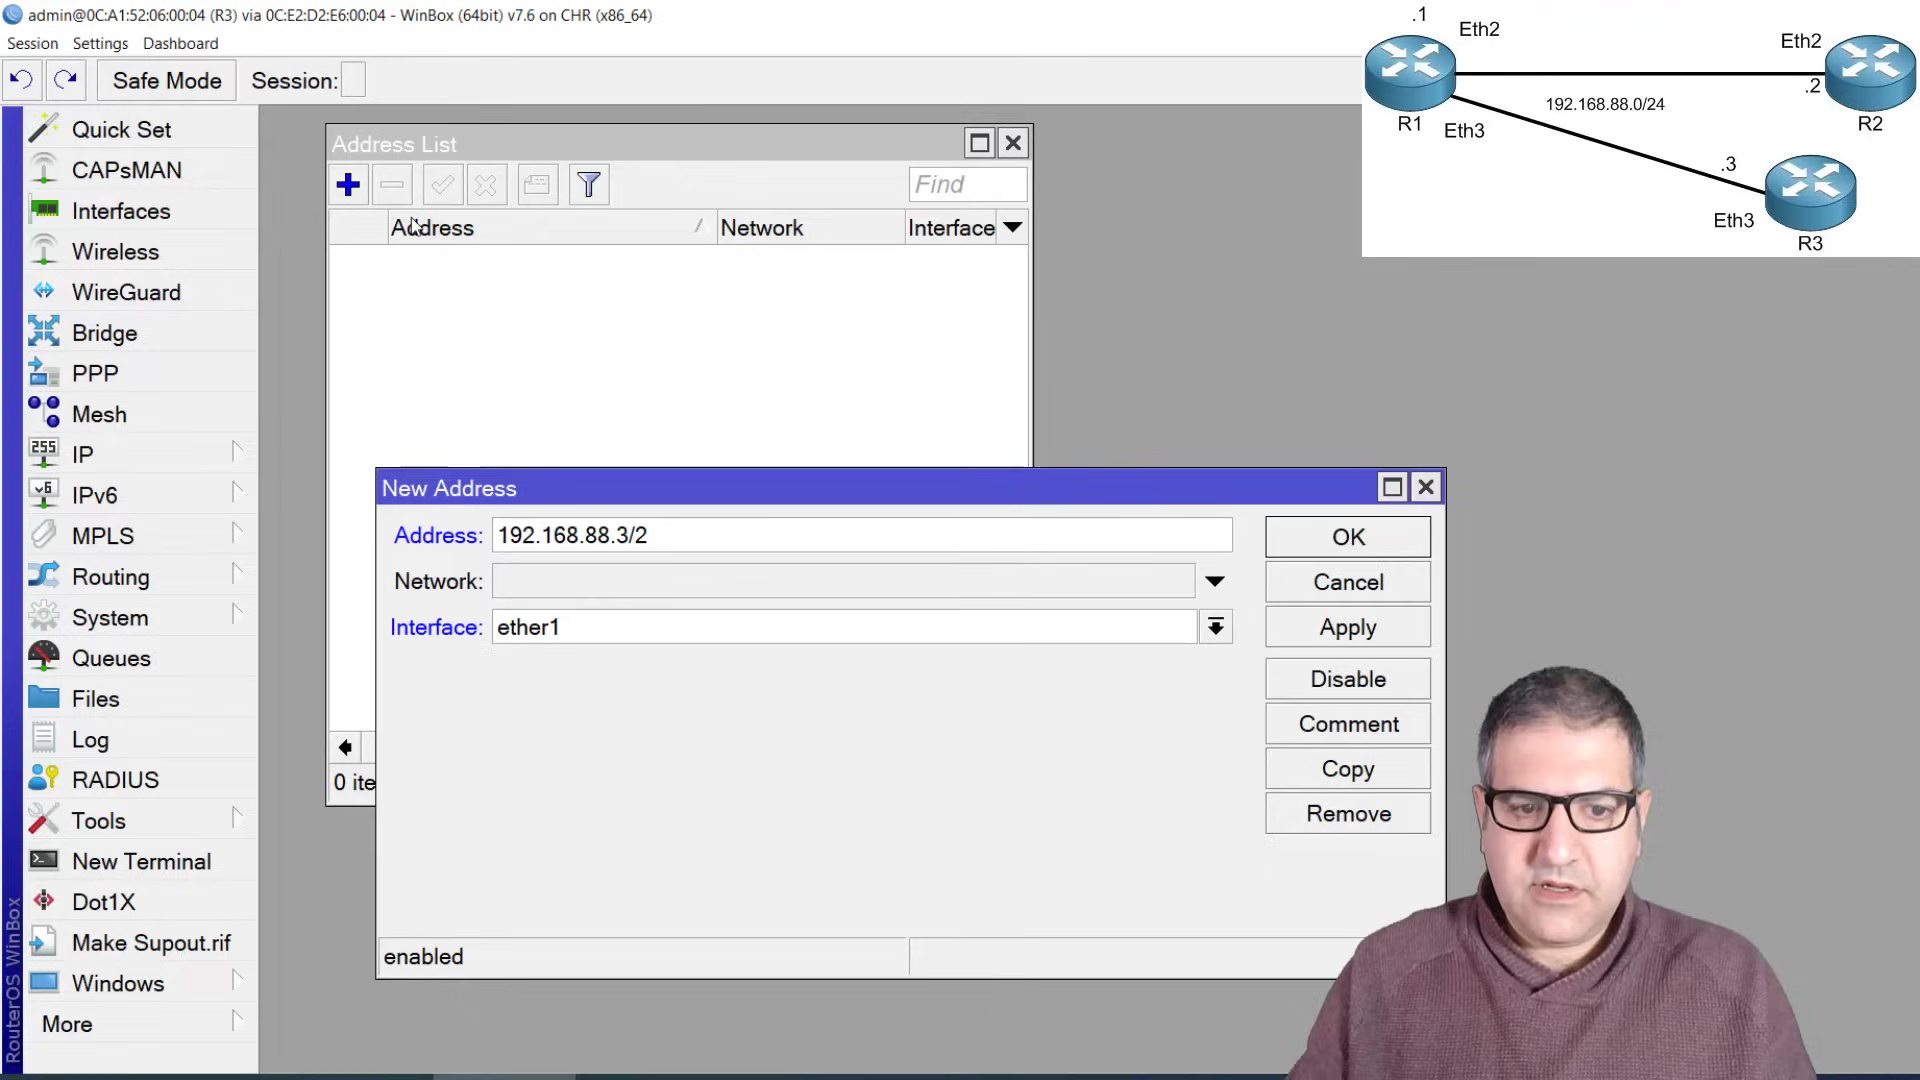 admin@0C:A1:52:06:00:04 (R3) via 0C:E2:D2:E6:00:04 - WinBox (64bit) v7.6 on CHR (x86_64)
Session Settings Dashboard
Safe Mode Session:
Quick Set
CAPsMAN
Interfaces
Wireless
WireGuard
Bridge
PPP
Mesh
IP
IPv6
MPLS
Routing
System
Queues
Files
Log
RADIUS
Tools
New Terminal
Dot1X
Make Supout.rif
Windows
More
RouterOS WinBox
255
v6
Address List
Find
Address Network Interface
0 ite
New Address
Address: 192.168.88.3/2
Network:
Interface: ether1
OK
Cancel
Apply
Disable
Comment
Copy
Remove
enabled
.1
Eth2
Eth2
.2
192.168.88.0/24
R1
Eth3
R2
.3
Eth3
R3